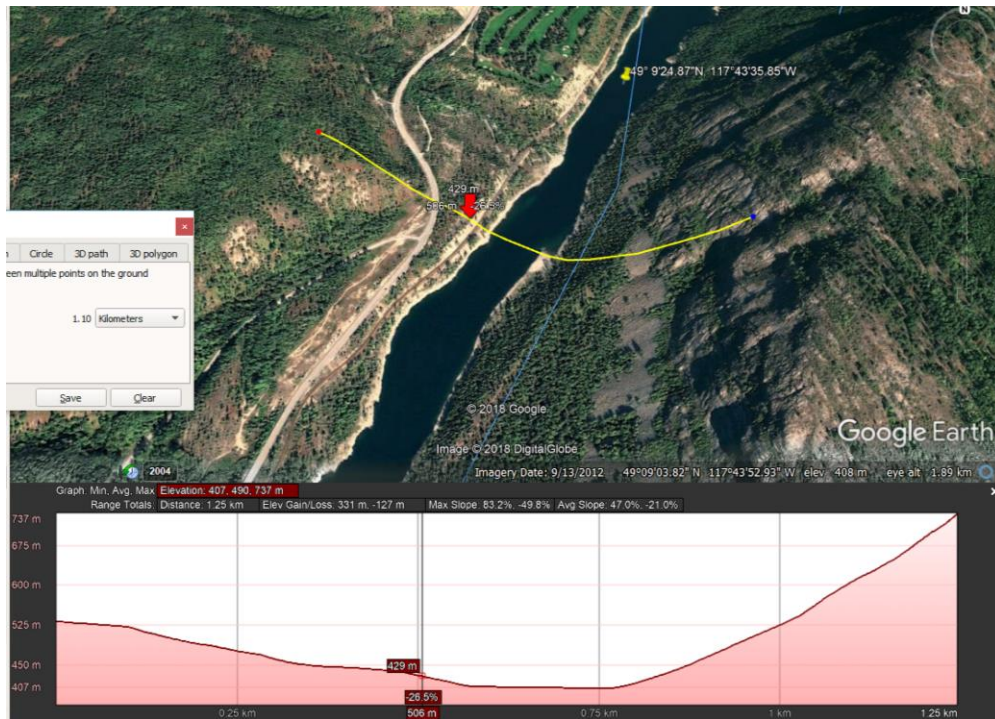 N
49° 9'24.87"N 117°43'35.85"W
429 m
506 m -26.5%
Circle 3D path 3D polygon
een multiple points on the ground
1.10 Kilometers
Save Clear
© 2018 Google
Image © 2018 DigitalGlobe
Google Earth
2004
Imagery Date: 9/13/2012 49°09'03.82" N 117°43'52.93" W elev 408 m eye alt 1.89 km
Graph: Min, Avg, Max Elevation: 407, 490, 737 m
Range Totals: Distance: 1.25 km Elev Gain/Loss: 331 m, -127 m Max Slope: 83.2%, -49.8% Avg Slope: 47.0%, -21.0%
737 m
675 m
600 m
525 m
450 m
429 m
407 m
-26.5%
0.25 km 506 m 0.75 km 1 km 1.25 km